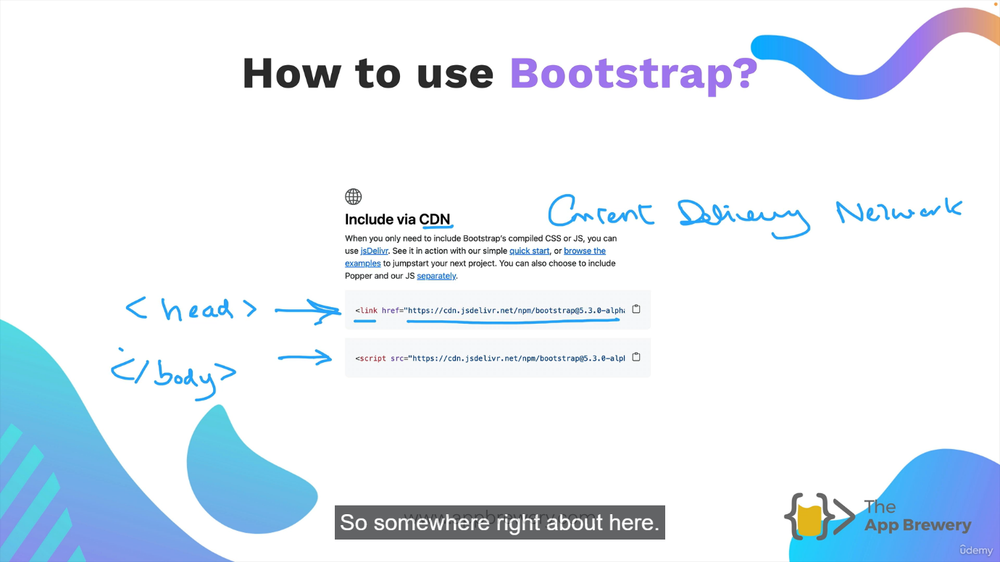 How to use Bootstrap?
Include via CDN
Content Delivery Network
When you only need to include Bootstrap’s compiled CSS or JS, you can
use jsDelivr. See it in action with our simple quick start, or browse the
examples to jumpstart your next project. You can also choose to include
Popper and our JS separately.
<head>
<link href="https://cdn.jsdelivr.net/npm/bootstrap@5.3.0-alpha
<script src="https://cdn.jsdelivr.net/npm/bootstrap@5.3.0-alpl
</body>
www.appbrewery.com
So somewhere right about here.
The
App Brewery
udemy